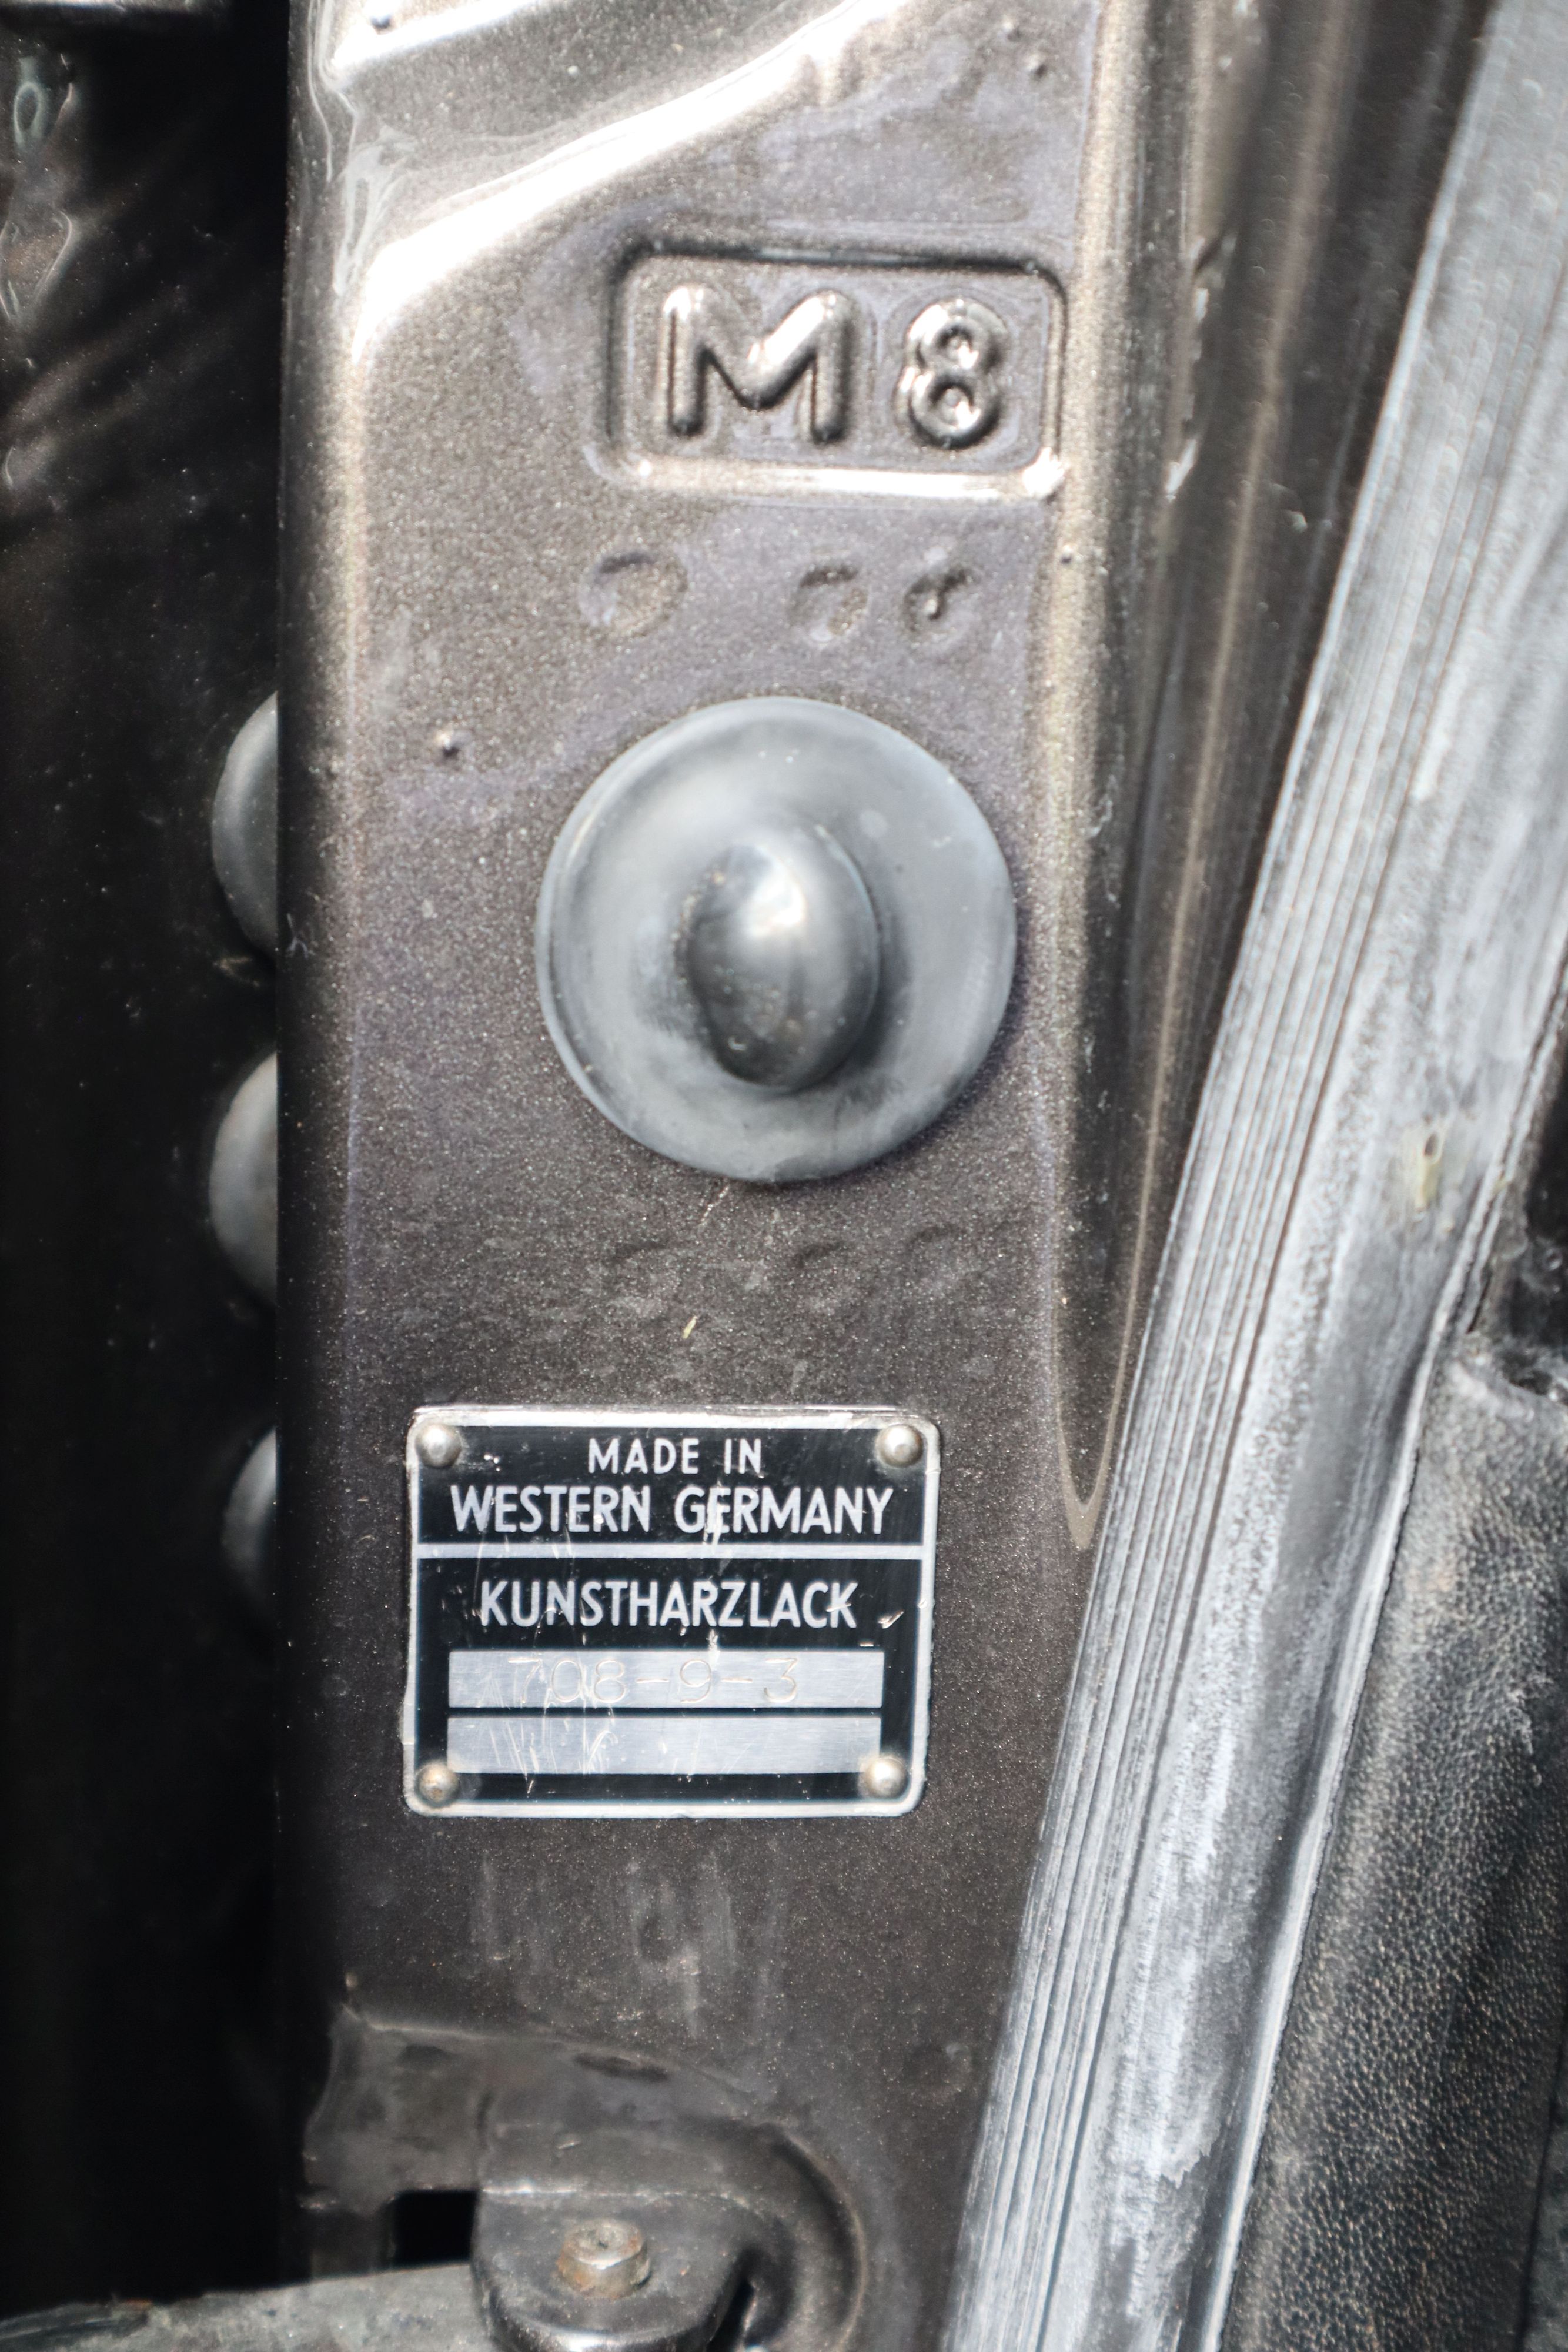 M8
MADE IN
WESTERN GERMANY
KUNSTHARZLACK
708-9-3